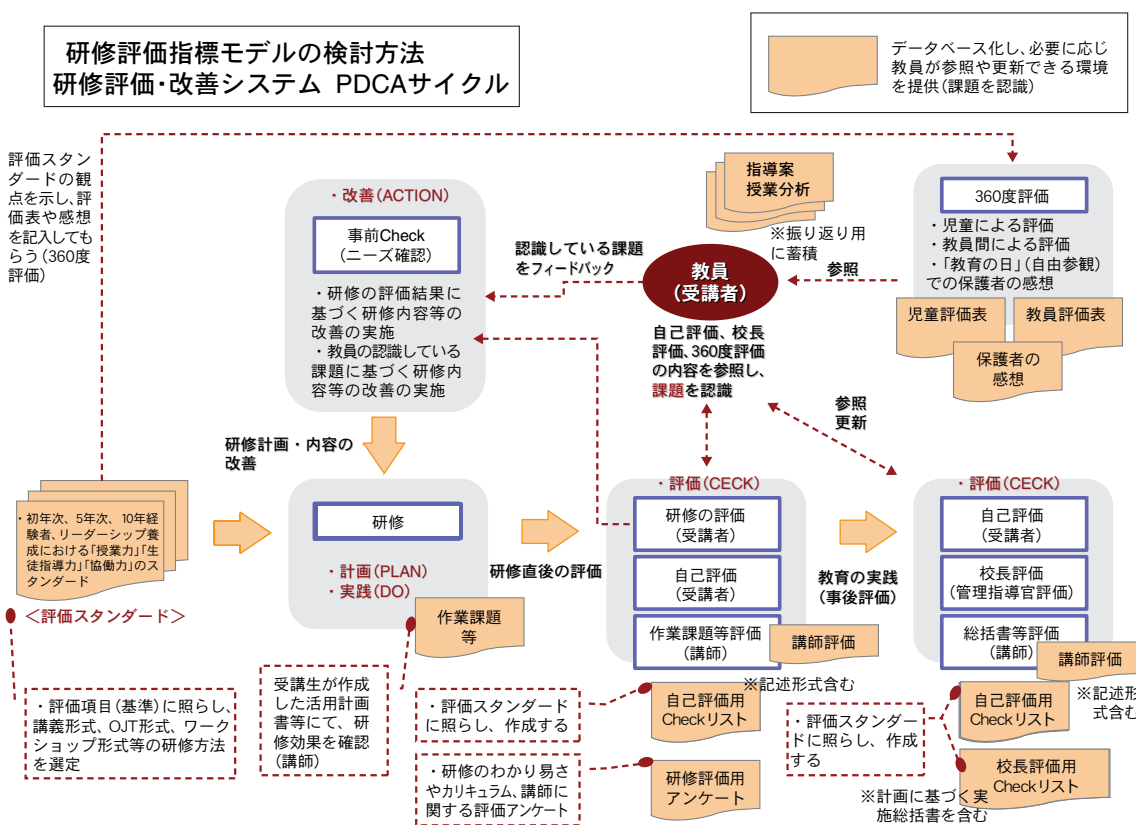 研修評価指標モデルの検討方法
研修評価・改善システム PDCAサイクル
データベース化し、必要に応じ
教員が参照や更新できる環境
を提供(課題を認識)
評価スタン
ダードの観
点を示し、評
価表や感想
を記入しても
らう(360度
評価)
・改善(ACTION)
事前Check
(ニーズ確認)
・研修の評価結果に
基づく研修内容等の
改善の実施
・教員の認識している
課題に基づく研修内
容等の改善の実施
認識している課題
をフィードバック
指導案
授業分析
※振り返り用
に蓄積
教員
(受講者)
参照
自己評価、校長
評価、360度評価
の内容を参照し、
課題を認識
360度評価
・児童による評価
・教員間による評価
・「教育の日」(自由参観)
での保護者の感想
児童評価表
教員評価表
保護者の
感想
参照
更新
研修計画・内容の
改善
・初年次、5年次、10年経
験者、リーダーシップ養
成における「授業力」「生
徒指導力」「協働力」のス
タンダード
<評価スタンダード>
研修
・計画(PLAN)
・実践(DO)
作業課題
等
研修直後の評価
・評価(CECK)
研修の評価
(受講者)
自己評価
(受講者)
作業課題等評価
(講師)
講師評価
※記述形式含む
教育の実践
(事後評価)
・評価(CECK)
自己評価
(受講者)
校長評価
(管理指導官評価)
総括書等評価
(講師)
講師評価
※記述形
式含む
・評価項目(基準)に照らし、
講義形式、OJT形式、ワーク
ショップ形式等の研修方法
を選定
受講生が作成
した活用計画
書等にて、研
修効果を確認
(講師)
・評価スタンダード
に照らし、作成する
自己評価用
Checkリスト
・研修のわかり易さ
やカリキュラム、講師に
関する評価アンケート
研修評価用
アンケート
・評価スタンダー
ドに照らし、作成
する
自己評価用
Checkリスト
校長評価用
Checkリスト
※計画に基づく実
施総括書を含む